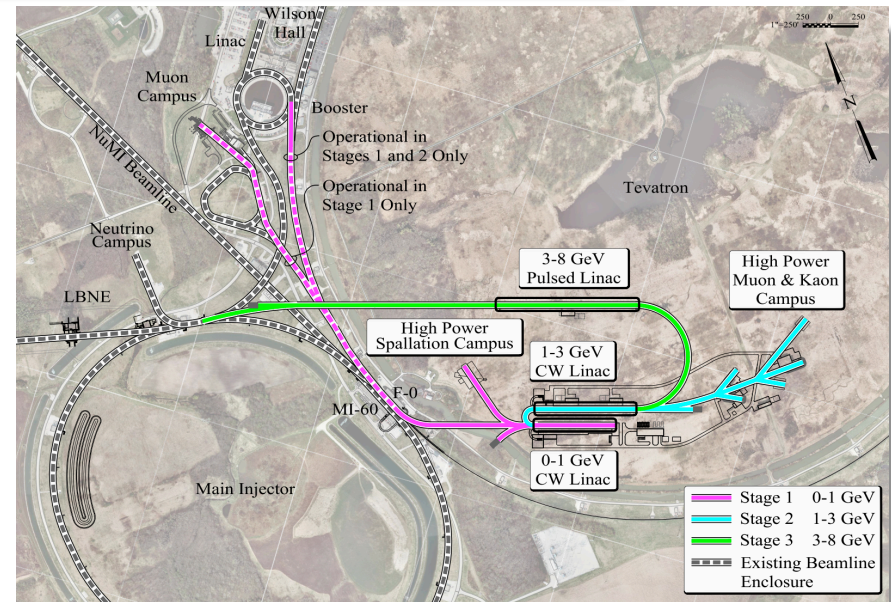 Wilson
Hall
Linac
Muon
Campus
Booster
Operational in
Stages 1 and 2 Only
Operational in
Stage 1 Only
NuMI Beamline
Neutrino
Campus
LBNE
250 0 250
1"=250'
N
Tevatron
3-8 GeV
Pulsed Linac
High Power
Muon & Kaon
Campus
High Power
Spallation Campus
1-3 GeV
CW Linac
F-0
MI-60
0-1 GeV
CW Linac
Main Injector
Stage 1 0-1 GeV
Stage 2 1-3 GeV
Stage 3 3-8 GeV
Existing Beamline
Enclosure